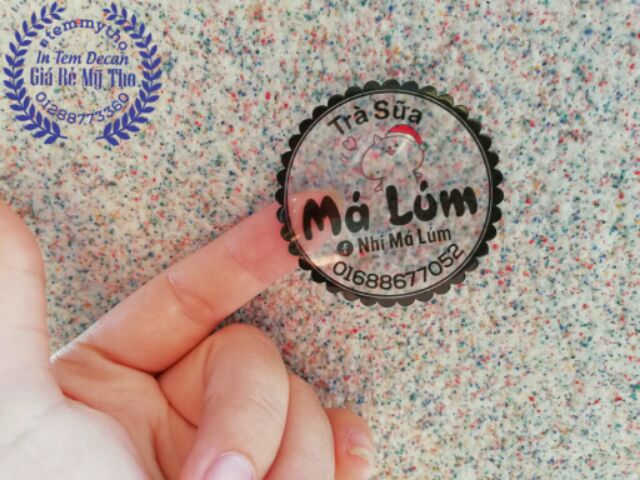 stemmytho
In Tem Decan
Giá Rẻ Mỹ Tho
01288773360
Trà Sữa
Má Lúm
f Nhi Má Lúm
01688677052